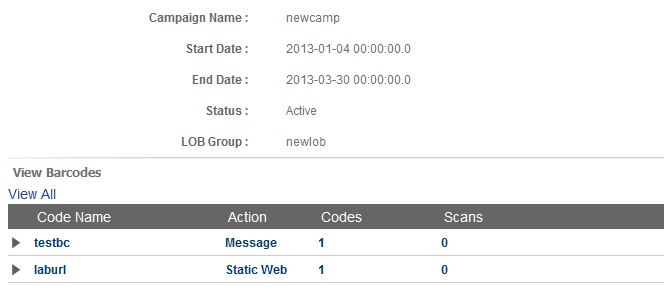 Campaign Name : newcamp
Start Date : 2013-01-04 00:00:00.0
End Date : 2013-03-30 00:00:00.0
Status : Active
LOB Group : newlob
View Barcodes
View All
Code Name Action Codes Scans
testbc Message 1 0
laburl Static Web 1 0